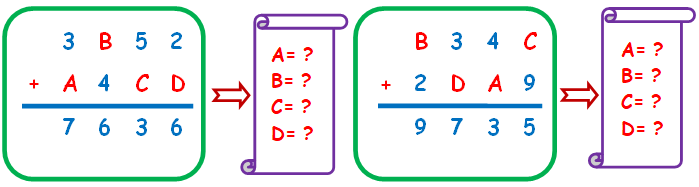 3 B 5 2
+ A 4 C D
7 6 3 6
A= ?
B= ?
C= ?
D= ?
B 3 4 C
+ 2 D A 9
9 7 3 5
A= ?
B= ?
C= ?
D= ?